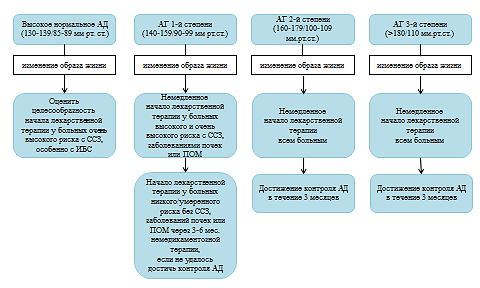 Высокое нормальное АД
(130-139/85-89 мм рт. ст.)
изменение образа жизни
Оценить
целесообразность
начала лекарственной
терапии у больных очень
высокого риска с ССЗ,
особенно с ИБС
АГ 1-й степени
(140-159/90-99 мм рт.ст.)
изменение образа жизни
Немедленное
начало лекарственной
терапии у больных
высокого и очень
высокого риска с ССЗ,
заболеваниями почек
или ПОМ
Начало лекарственной
терапии у больных
низкого/умеренного
риска без ССЗ,
заболеваний почек или
ПОМ через 3-6 мес.
немедикаментозной
терапии,
если не удалось
достичь контроля АД
АГ 2-й степени
(160-179/100-109
мм.рт.ст.)
изменение образа жизни
Немедленное
начало лекарственной
терапии
всем больным
Достижение контроля АД
в течение 3 месяцев
АГ 3-й степени
(>180/110 мм.рт.ст.)
изменение образа жизни
Немедленное
начало лекарственной
терапии
всем больным
Достижение контроля АД
в течение 3 месяцев